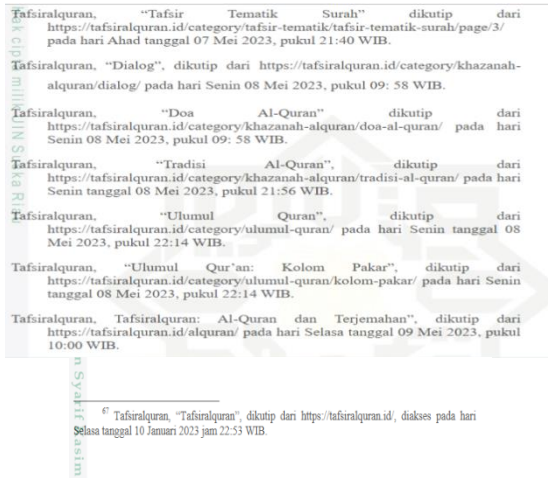 Tafsiralquran, “Tafsir Tematik Surah” dikutip dari
https://tafsiralquran.id/category/tafsir-tematik/tafsir-tematik-surah/page/3/
pada hari Ahad tanggal 07 Mei 2023, pukul 21:40 WIB.
Tafsiralquran, “Dialog”, dikutip dari https://tafsiralquran.id/category/khazanah-
alquran/dialog/ pada hari Senin 08 Mei 2023, pukul 09: 58 WIB.
Tafsiralquran, “Doa Al-Quran” dikutip dari
https://tafsiralquran.id/category/khazanah-alquran/doa-al-quran/ pada hari
Senin 08 Mei 2023, pukul 09: 58 WIB.
Tafsiralquran, “Tradisi Al-Quran”, dikutip dari
https://tafsiralquran.id/category/khazanah-alquran/tradisi-al-quran/ pada hari
Senin tanggal 08 Mei 2023, pukul 21:56 WIB.
Tafsiralquran, “Ulumul Quran”, dikutip dari
https://tafsiralquran.id/category/ulumul-quran/ pada hari Senin tanggal 08
Mei 2023, pukul 22:14 WIB.
Tafsiralquran, “Ulumul Qur’an: Kolom Pakar”, dikutip dari
https://tafsiralquran.id/category/ulumul-quran/kolom-pakar/ pada hari Senin
tanggal 08 Mei 2023, pukul 22:14 WIB.
Tafsiralquran, Tafsiralquran: Al-Quran dan Terjemahan”, dikutip dari
https://tafsiralquran.id/alquran/ pada hari Selasa tanggal 09 Mei 2023, pukul
10:00 WIB.
67 Tafsiralquran, “Tafsiralquran”, dikutip dari https://tafsiralquran.id/, diakses pada hari
Selasa tanggal 10 Januari 2023 jam 22:53 WIB.
Hak cipta milik UIN Suska Riau
n Syarif Kasim